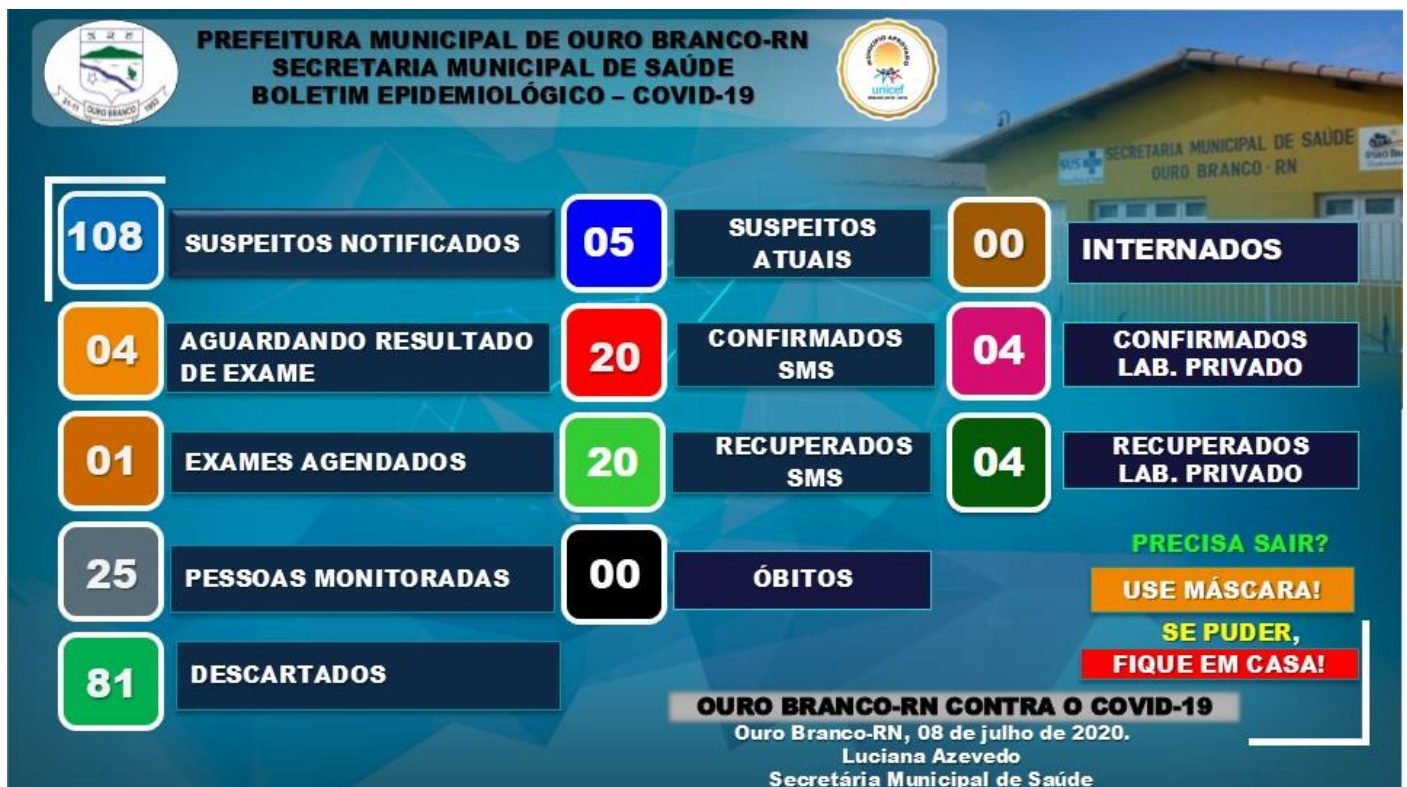 PREFEITURA MUNICIPAL DE OURO BRANCO-RN
SECRETARIA MUNICIPAL DE SAÚDE
BOLETIM EPIDEMIOLÓGICO – COVID-19
OURO BRANCO
MUNICÍPIO APROVADO
unicef
SUS
SECRETARIA MUNICIPAL DE SAÚDE
OURO BRANCO - RN
108
SUSPEITOS NOTIFICADOS
05
SUSPEITOS
ATUAIS
00
INTERNADOS
04
AGUARDANDO RESULTADO
DE EXAME
20
CONFIRMADOS
SMS
04
CONFIRMADOS
LAB. PRIVADO
01
EXAMES AGENDADOS
20
RECUPERADOS
SMS
04
RECUPERADOS
LAB. PRIVADO
25
PESSOAS MONITORADAS
00
ÓBITOS
81
DESCARTADOS
PRECISA SAIR?
USE MÁSCARA!
SE PUDER,
FIQUE EM CASA!
OURO BRANCO-RN CONTRA O COVID-19
Ouro Branco-RN, 08 de julho de 2020.
Luciana Azevedo
Secretária Municipal de Saúde